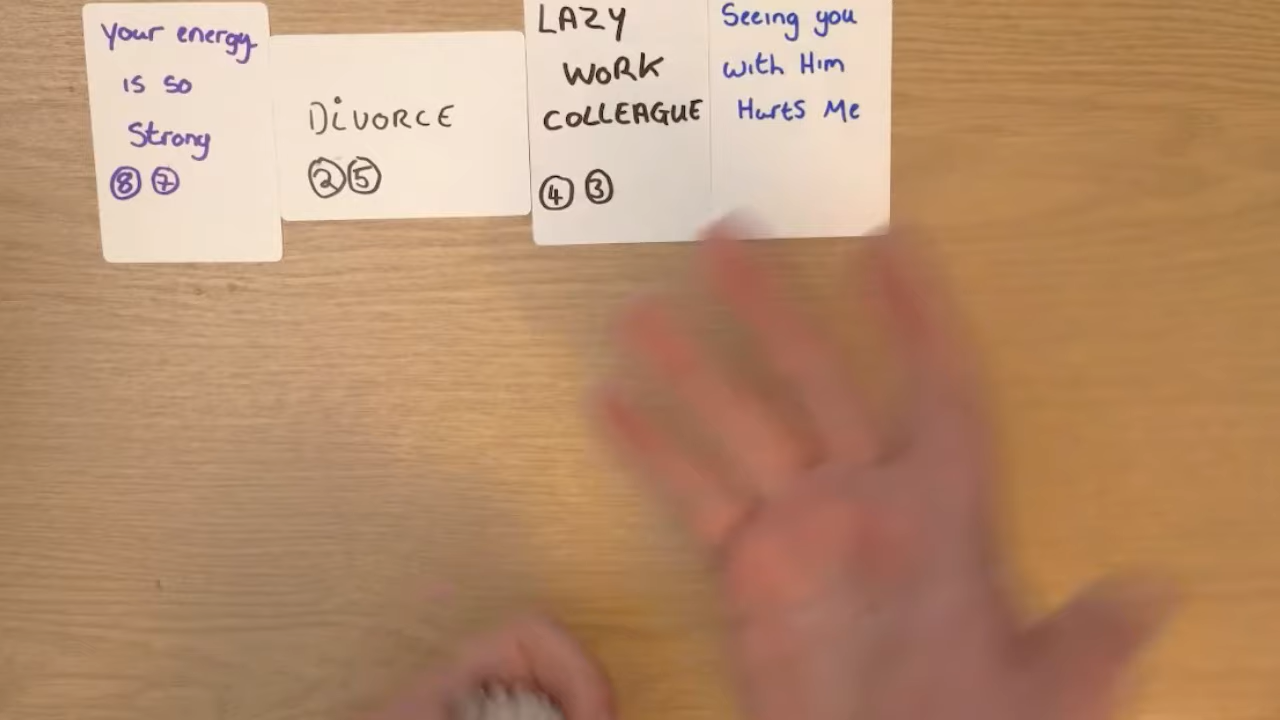 Your energy
is so
Strong
8 7
DiVORCE
2 5
LAZY
WORK
COLLEAGUE
4 3
Seeing you
with Him
Hurts Me